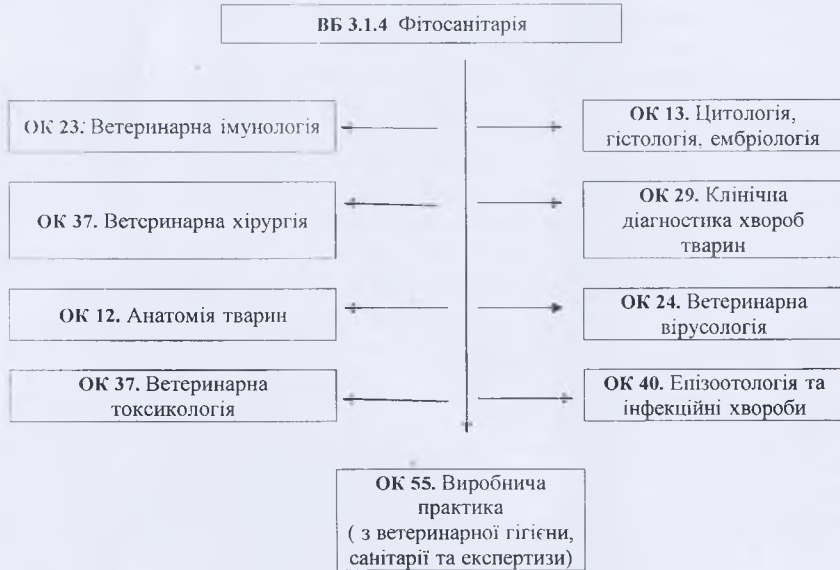 ВБ 3.1.4 Фітосанітарія
ОК 23. Ветеринарна імунологія
ОК 13. Цитологія,
гістологія, ембріологія
ОК 37. Ветеринарна хірургія
ОК 29. Клінічна
діагностика хвороб
тварин
ОК 12. Анатомія тварин
ОК 24. Ветеринарна
вірусологія
ОК 37. Ветеринарна
токсикологія
ОК 40. Епізоотологія та
інфекційні хвороби
ОК 55. Виробнича
практика
( з ветеринарної гігієни,
санітарії та експертизи)